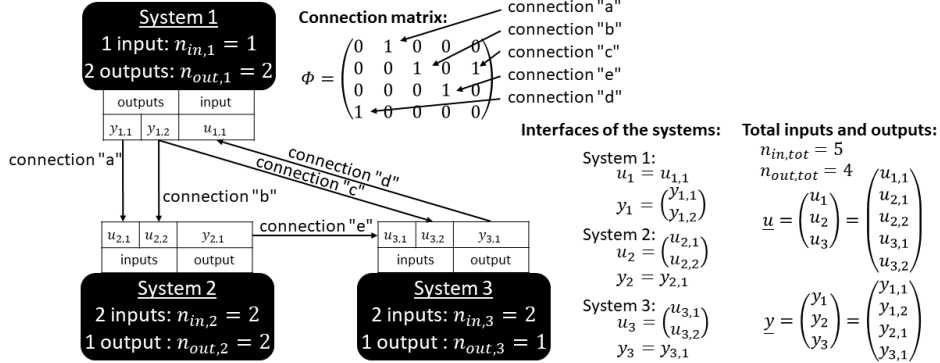 System 1
1 input: n_{in,1} = 1
2 outputs: n_{out,1} = 2
outputs input
y_{1,1} y_{1,2} u_{1,1}
connection "a"
connection "b"
connection "c"
connection "d"
connection "e"
u_{2,1} u_{2,2} y_{2,1}
inputs output
System 2
2 inputs: n_{in,2} = 2
1 output : n_{out,2} = 2
u_{3,1} u_{3,2} y_{3,1}
inputs output
System 3
2 inputs: n_{in,3} = 2
1 output : n_{out,3} = 1
Connection matrix:
Φ =
0 1 0 0 0
0 0 1 0 1
0 0 0 1 0
1 0 0 0 0
connection "a"
connection "b"
connection "c"
connection "e"
connection "d"
Interfaces of the systems:
System 1:
u_1 = u_{1,1}
y_1 = (y_{1,1} y_{1,2})
System 2:
u_2 = (u_{2,1} u_{2,2})
y_2 = y_{2,1}
System 3:
u_3 = (u_{3,1} u_{3,2})
y_3 = y_{3,1}
Total inputs and outputs:
n_{in,tot} = 5
n_{out,tot} = 4
u = (u_1 u_2 u_3) = (u_{1,1} u_{2,1} u_{2,2} u_{3,1} u_{3,2})
y = (y_1 y_2 y_3) = (y_{1,1} y_{1,2} y_{2,1} y_{3,1})